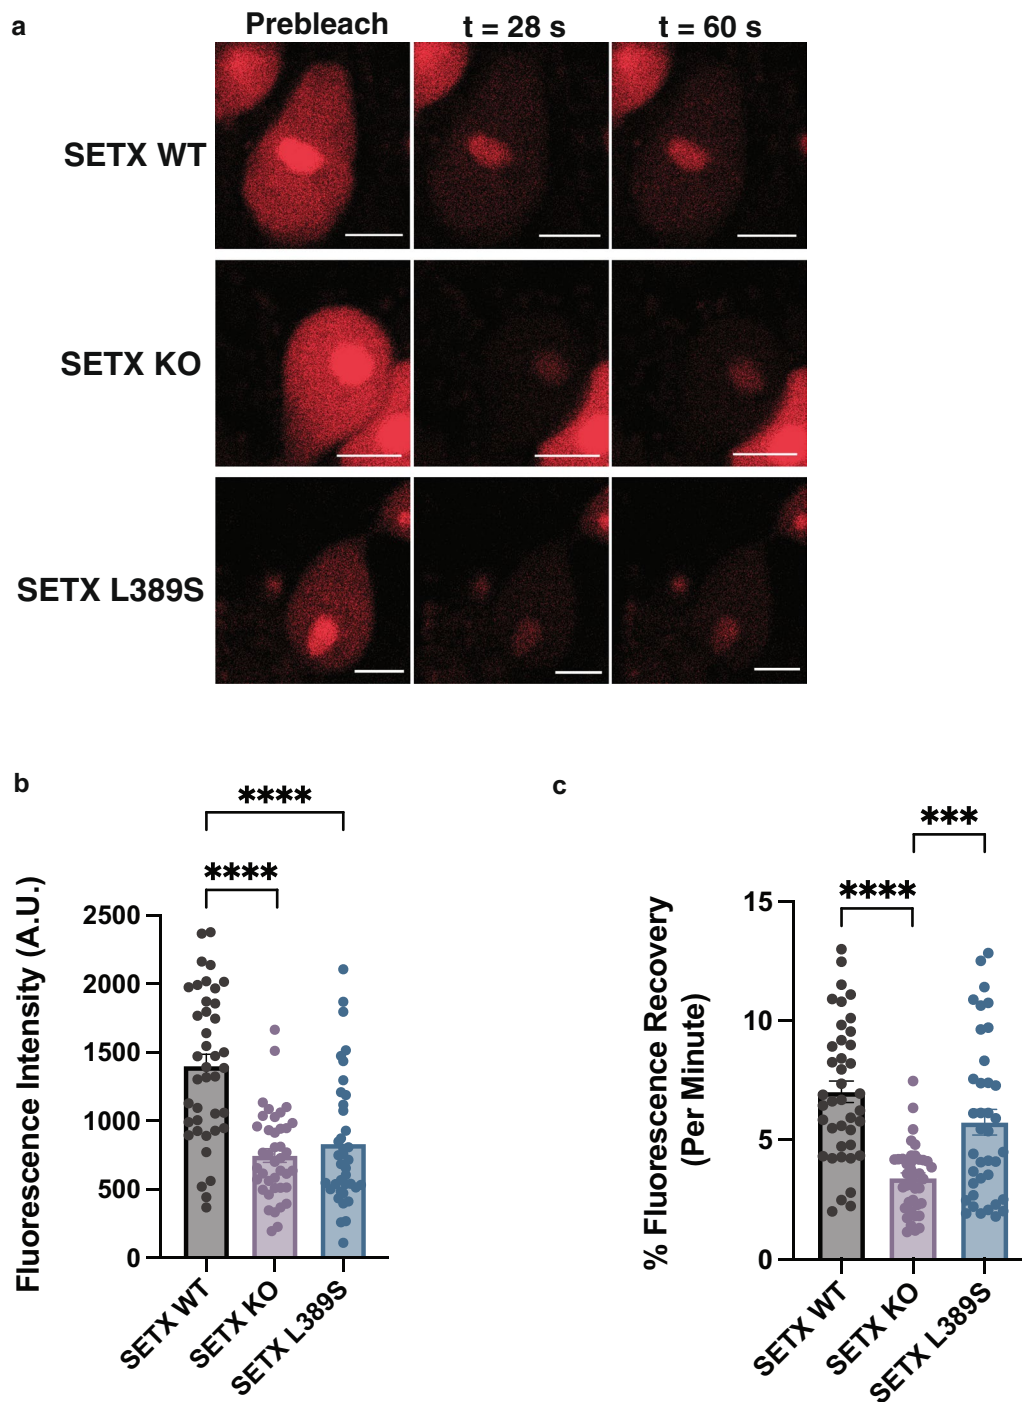 a
Prebleach t = 28 s t = 60 s
SETX WT
SETX KO
SETX L389S
b
****
****
Fluorescence Intensity (A.U.)
2500
2000
1500
1000
500
0
SETX WT
SETX KO
SETX L389S
c
***
****
% Fluorescence Recovery
(Per Minute)
15
10
5
0
SETX WT
SETX KO
SETX L389S